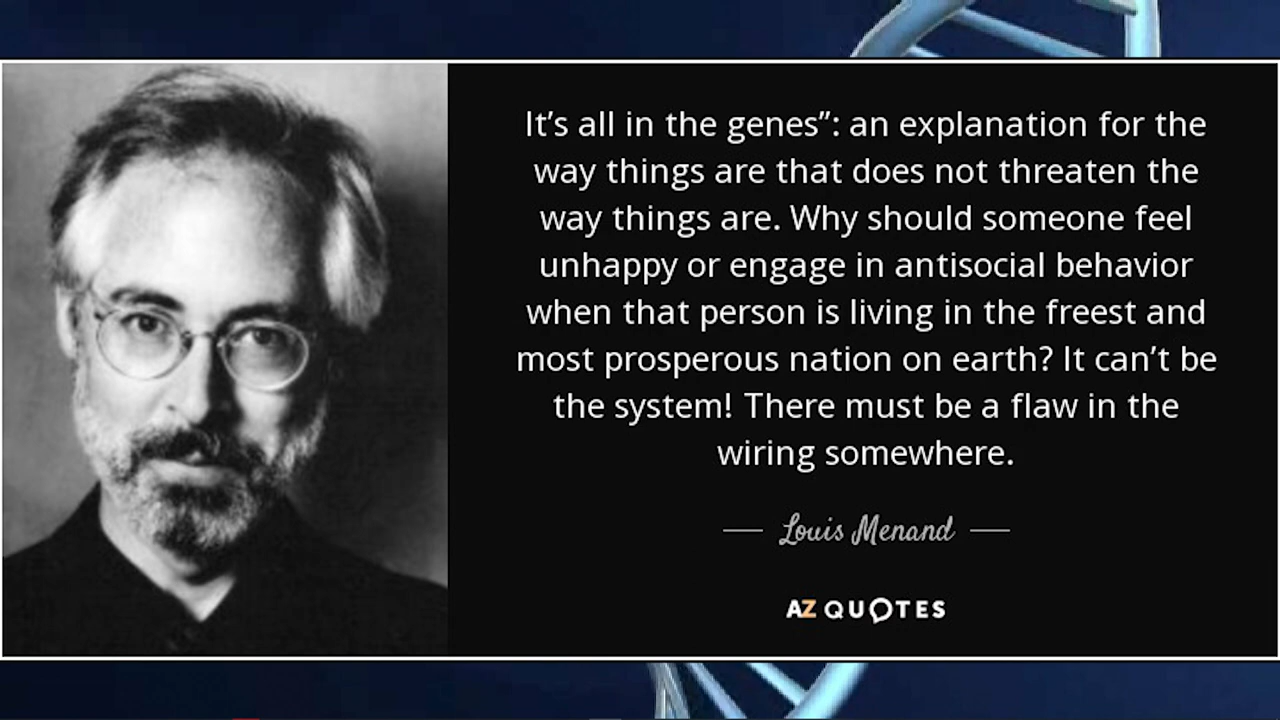 It’s all in the genes”: an explanation for the
way things are that does not threaten the
way things are. Why should someone feel
unhappy or engage in antisocial behavior
when that person is living in the freest and
most prosperous nation on earth? It can’t be
the system! There must be a flaw in the
wiring somewhere.
Louis Menand
AZ QUOTES